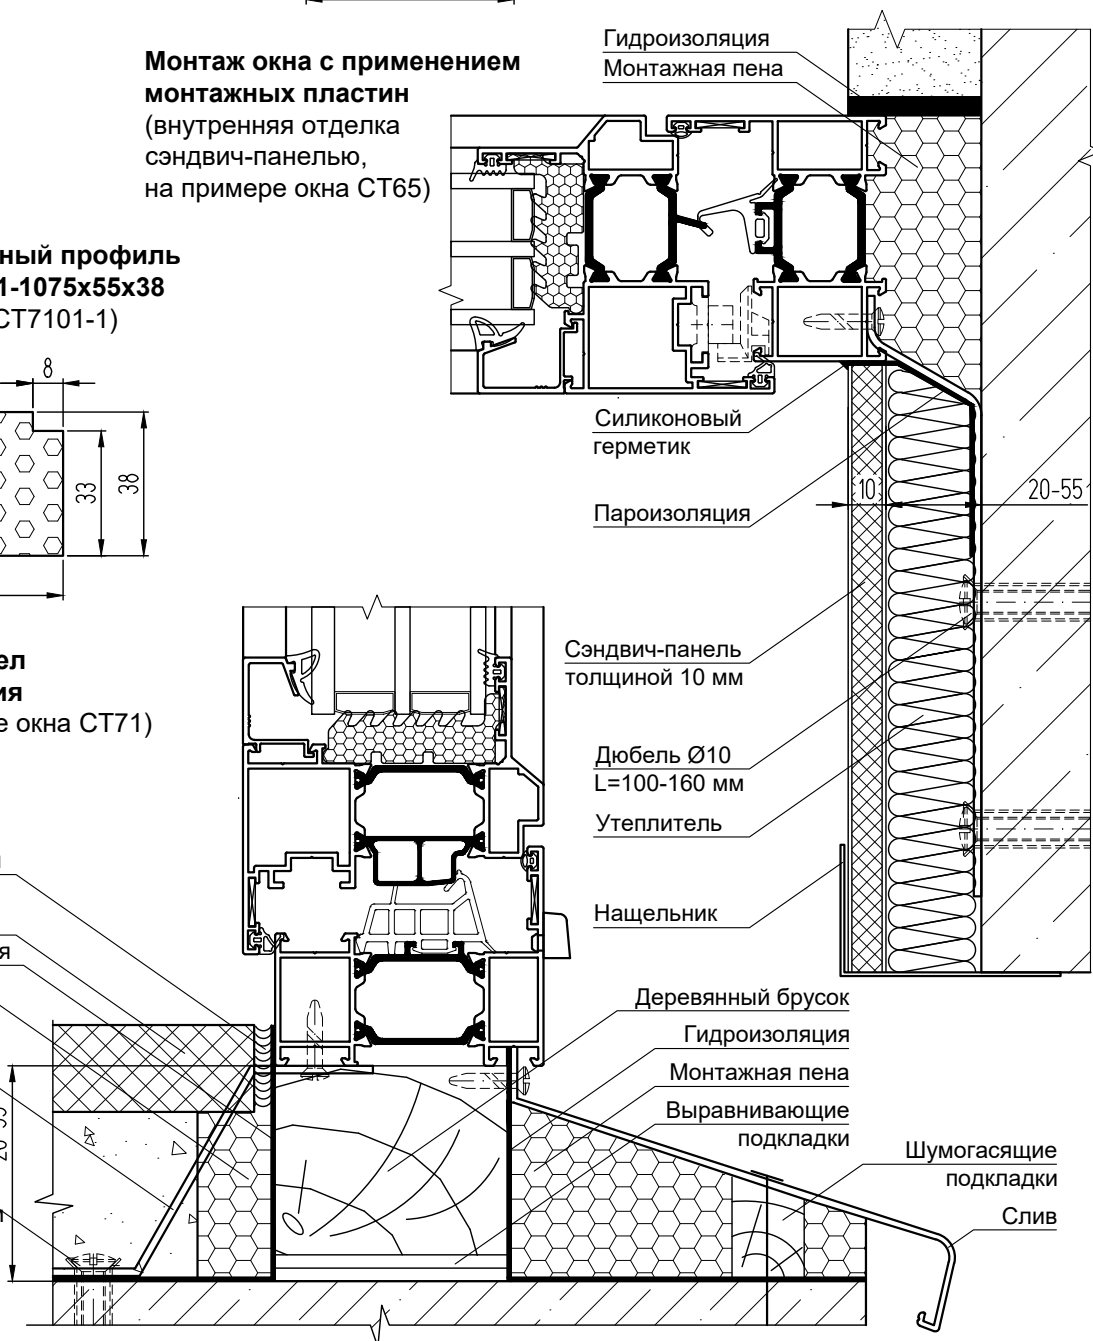 Монтаж окна с применением
монтажных пластин
(внутренняя отделка
сэндвич-панелью,
на примере окна СТ65)
Гидроизоляция
Монтажная пена
ный профиль
1-1075х55х38
СТ7101-1)
8
33
38
Силиконовый
герметик
10
20-55
Пароизоляция
Сэндвич-панель
толщиной 10 мм
ел
ия
е окна СТ71)
Дюбель Ø10
L=100-160 мм
Утеплитель
Нащельник
я
Деревянный брусок
Гидроизоляция
Монтажная пена
Выравнивающие
подкладки
Шумогасящие
подкладки
Слив